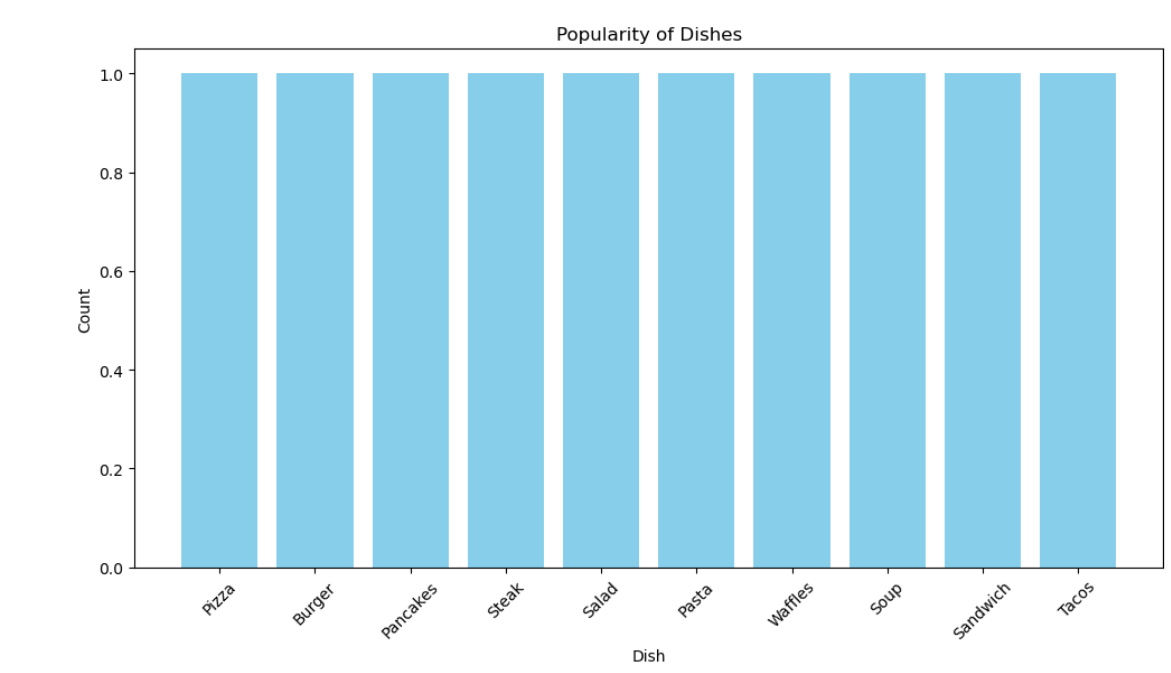 Popularity of Dishes
1.0
0.8
0.6
0.4
0.2
0.0
Count
Pizza
Burger
Pancakes
Steak
Salad
Pasta
Waffles
Soup
Sandwich
Tacos
Dish